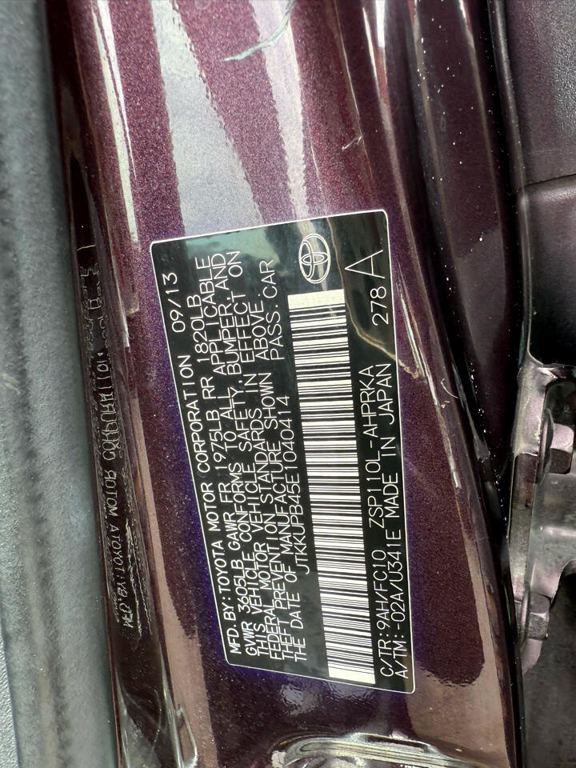 MFD. BY: TOYOTA MOTOR CORPORATION 09/13
GVWR 3605LB GAWR FR 1975LB RR 1820LB
THIS VEHICLE CONFORMS TO ALL APPLICABLE
FEDERAL MOTOR VEHICLE SAFETY, BUMPER, AND
THEFT PREVENTION STANDARDS IN EFFECT ON
THE DATE OF MANUFACTURE SHOWN ABOVE.
JTKKUPB45E1040414 PASS. CAR
C/TR: 9AH/FC10 ZSP110L-AHPRKA 278 A
A/TM: -02A/U341E MADE IN JAPAN